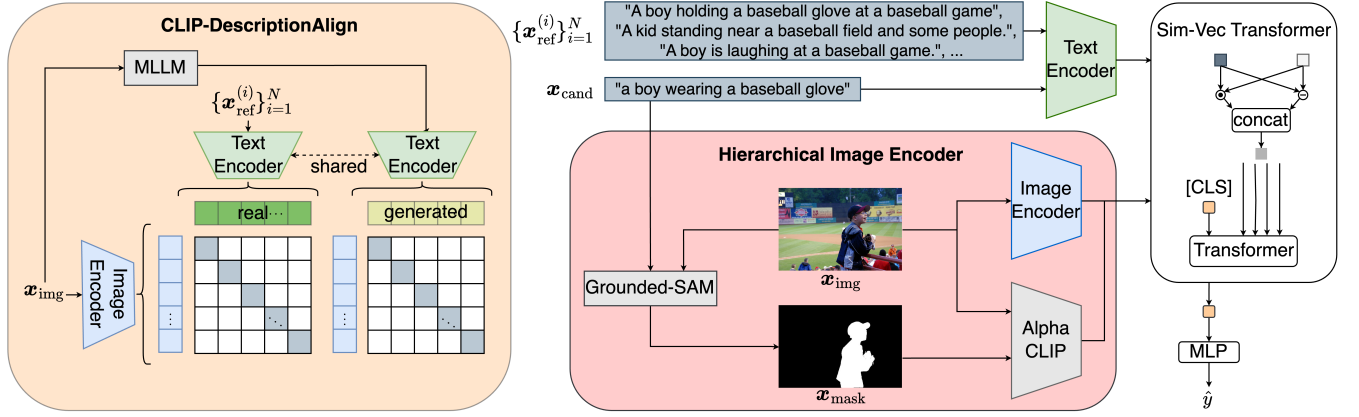 CLIP-DescriptionAlign
MLLM
{x_ref^(i)}_{i=1}^N
Text
Encoder
shared
Text
Encoder
real···
generated
x_img
Image
Encoder
⋮
⋱
⋮
⋱
{x_ref^(i)}_{i=1}^N
"A boy holding a baseball glove at a baseball game",
"A kid standing near a baseball field and some people.",
"A boy is laughing at a baseball game.", ...
x_cand
"a boy wearing a baseball glove"
Text
Encoder
Hierarchical Image Encoder
x_img
Grounded-SAM
x_mask
Image
Encoder
Alpha
CLIP
Sim-Vec Transformer
concat
[CLS]
Transformer
MLP
ŷ